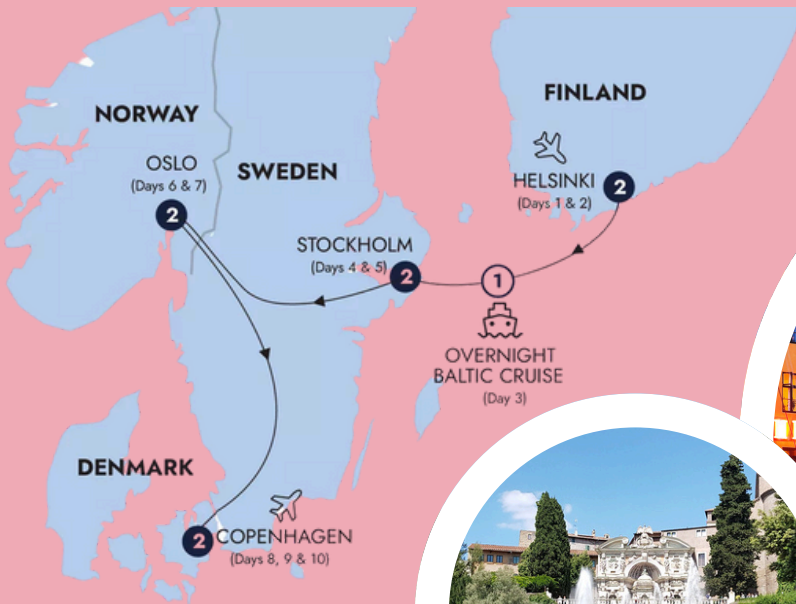 NORWAY
FINLAND
OSLO
(Days 6 & 7)
2
SWEDEN
HELSINKI
(Days 1 & 2)
2
STOCKHOLM
(Days 4 & 5)
2
1
OVERNIGHT
BALTIC CRUISE
(Day 3)
DENMARK
2
COPENHAGEN
(Days 8, 9 & 10)